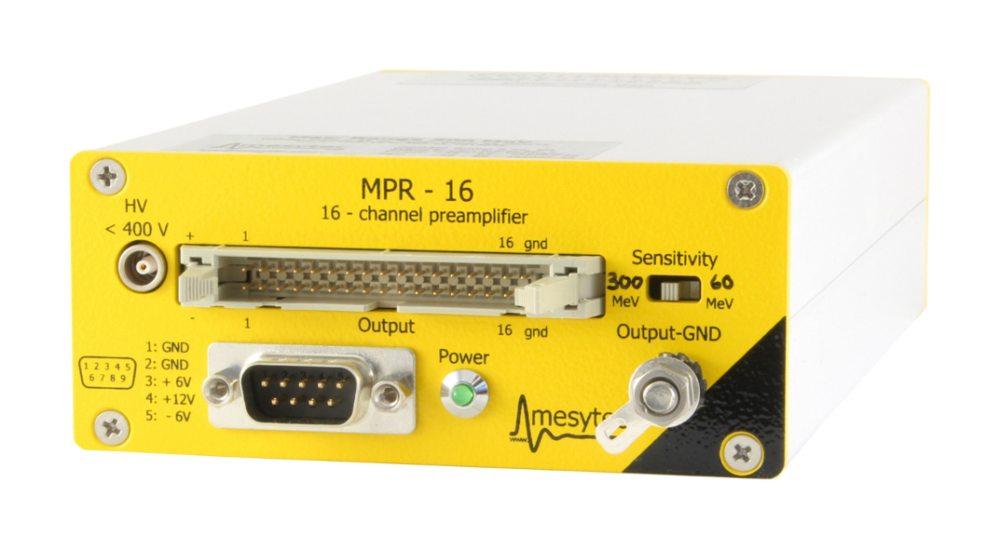 MPR - 16
16 - channel preamplifier
HV
< 400 V
+ 1 16 gnd
- 1 16 gnd
Output
Sensitivity
300 60
MeV MeV
Output-GND
1: GND
2: GND
3: + 6V
4: +12V
5: - 6V
1 2 3 4 5
6 7 8 9
Power
mesyte